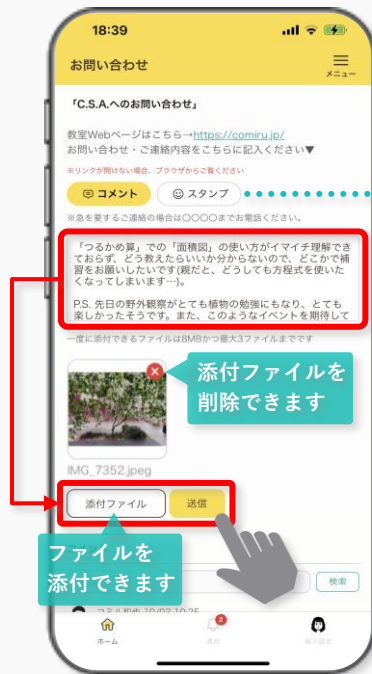 18:39
お問い合わせ
メニュー
「C.S.A.へのお問い合わせ」
教室Webページはこちら→https://comiru.jp/
お問い合わせ・ご連絡内容をこちらに記入ください▼
※リンクが開けない場合、ブラウザからご覧ください
コメント
スタンプ
※急を要するご連絡の場合は〇〇〇〇までお電話ください。
「つるかめ算」での「面積図」の使い方がイマイチ理解でき
ておらず、どう教えたらいいか分からないので、どこかで補
習をお願いしたいです(親だと、どうしても方程式を使いた
くなってしまいます…)。
P.S. 先日の野外観察がとても植物の勉強にもなり、とても
楽しかったそうです。また、このようなイベントを期待して
一度に添付できるファイルは8MBかつ最大3ファイルまでです
添付ファイルを
削除できます
IMG_7352.jpeg
添付ファイル
送信
ファイルを
添付できます
検索
10/03 10:25
2
ホーム
通知